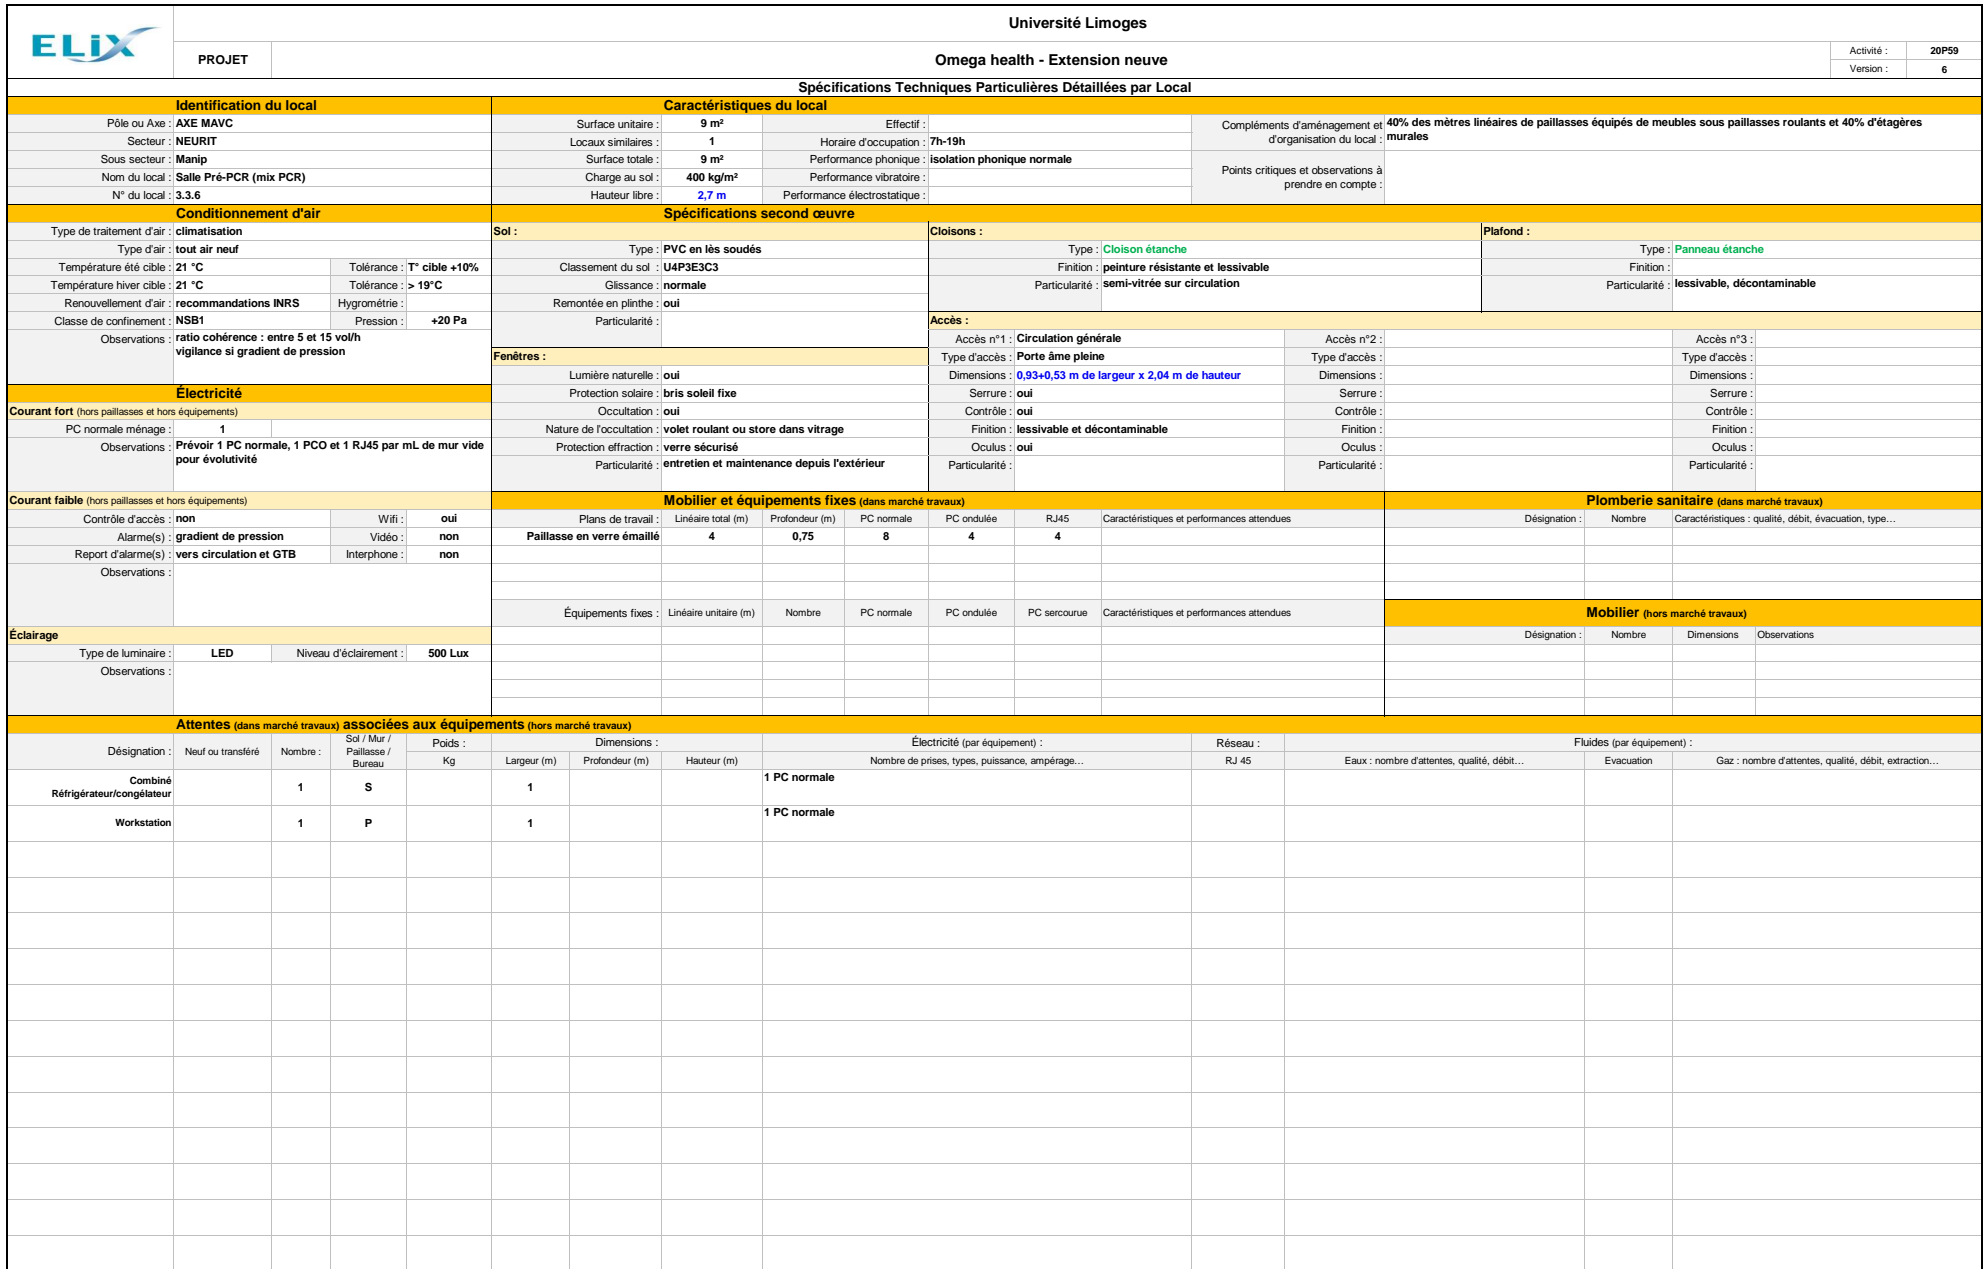 ELiX
Université Limoges
PROJET
Omega health - Extension neuve
Activité : 20P59
Version : 6
Spécifications Techniques Particulières Détaillées par Local
Identification du local
Pôle ou Axe : AXE MAVC
Secteur : NEURIT
Sous secteur : Manip
Nom du local : Salle Pré-PCR (mix PCR)
N° du local : 3.3.6
Caractéristiques du local
Surface unitaire : 9 m² Effectif :
Locaux similaires : 1 Horaire d'occupation : 7h-19h
Surface totale : 9 m² Performance phonique : isolation phonique normale
Charge au sol : 400 kg/m² Performance vibratoire :
Hauteur libre : 2,7 m Performance électrostatique :
Compléments d'aménagement et
d'organisation du local :
40% des mètres linéaires de paillasses équipés de meubles sous paillasses roulants et 40% d'étagères
murales
Points critiques et observations à
prendre en compte :
Conditionnement d'air
Type de traitement d'air : climatisation
Type d'air : tout air neuf
Température été cible : 21 °C Tolérance : T° cible +10%
Température hiver cible : 21 °C Tolérance : > 19°C
Renouvellement d'air : recommandations INRS Hygrométrie :
Classe de confinement : NSB1 Pression : +20 Pa
Observations : ratio cohérence : entre 5 et 15 vol/h
vigilance si gradient de pression
Spécifications second œuvre
Sol :
Type : PVC en lès soudés
Classement du sol : U4P3E3C3
Glissance : normale
Remontée en plinthe : oui
Particularité :
Fenêtres :
Lumière naturelle : oui
Protection solaire : bris soleil fixe
Occultation : oui
Nature de l'occultation : volet roulant ou store dans vitrage
Protection effraction : verre sécurisé
Particularité : entretien et maintenance depuis l'extérieur
Cloisons :
Type : Cloison étanche
Finition : peinture résistante et lessivable
Particularité : semi-vitrée sur circulation
Plafond :
Type : Panneau étanche
Finition :
Particularité : lessivable, décontaminable
Accès :
Accès n°1 : Circulation générale Accès n°2 : Accès n°3 :
Type d'accès : Porte âme pleine Type d'accès : Type d'accès :
Dimensions : 0,93+0,53 m de largeur x 2,04 m de hauteur Dimensions : Dimensions :
Serrure : oui Serrure : Serrure :
Contrôle : oui Contrôle : Contrôle :
Finition : lessivable et décontaminable Finition : Finition :
Oculus : oui Oculus : Oculus :
Particularité : Particularité : Particularité :
Électricité
Courant fort (hors paillasses et hors équipements)
PC normale ménage : 1
Observations : Prévoir 1 PC normale, 1 PCO et 1 RJ45 par mL de mur vide
pour évolutivité
Courant faible (hors paillasses et hors équipements)
Contrôle d'accès : non Wifi : oui
Alarme(s) : gradient de pression Vidéo : non
Report d'alarme(s) : vers circulation et GTB Interphone : non
Observations :
Éclairage
Type de luminaire : LED Niveau d'éclairement : 500 Lux
Observations :
Mobilier et équipements fixes (dans marché travaux)
Plans de travail : Linéaire total (m) Profondeur (m) PC normale PC ondulée RJ45 Caractéristiques et performances attendues
Paillasse en verre émaillé 4 0,75 8 4 4
Équipements fixes : Linéaire unitaire (m) Nombre PC normale PC ondulée PC sercourue Caractéristiques et performances attendues
Plomberie sanitaire (dans marché travaux)
Désignation : Nombre Caractéristiques : qualité, débit, évacuation, type…
Mobilier (hors marché travaux)
Désignation : Nombre Dimensions Observations
Attentes (dans marché travaux) associées aux équipements (hors marché travaux)
Désignation : Neuf ou transféré Nombre : Sol / Mur /
Paillasse /
Bureau
Poids : Dimensions : Électricité (par équipement) : Réseau : Fluides (par équipement) :
Kg Largeur (m) Profondeur (m) Hauteur (m) Nombre de prises, types, puissance, ampérage… RJ 45 Eaux : nombre d'attentes, qualité, débit… Evacuation Gaz : nombre d'attentes, qualité, débit, extraction…
Combiné
Réfrigérateur/congélateur 1 S 1 1 PC normale
Workstation 1 P 1 1 PC normale